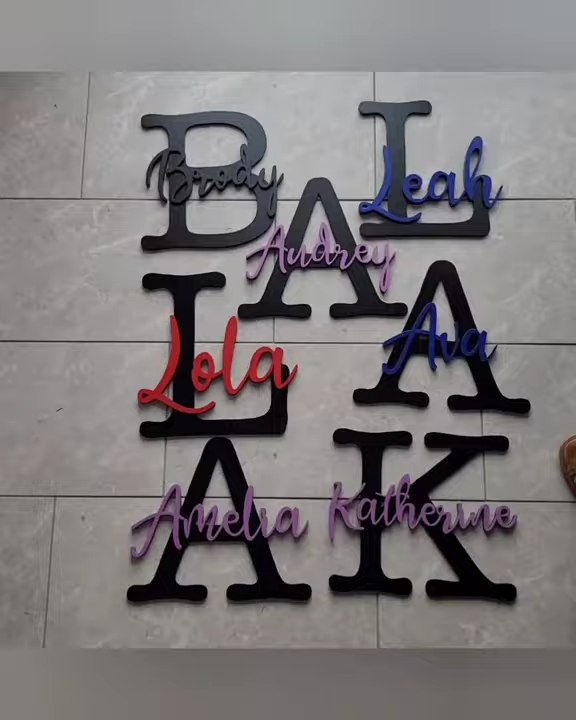 B
Brody
L
Leah
A
Audrey
L
Lola
A
Ava
A
Amelia
K
Katherine